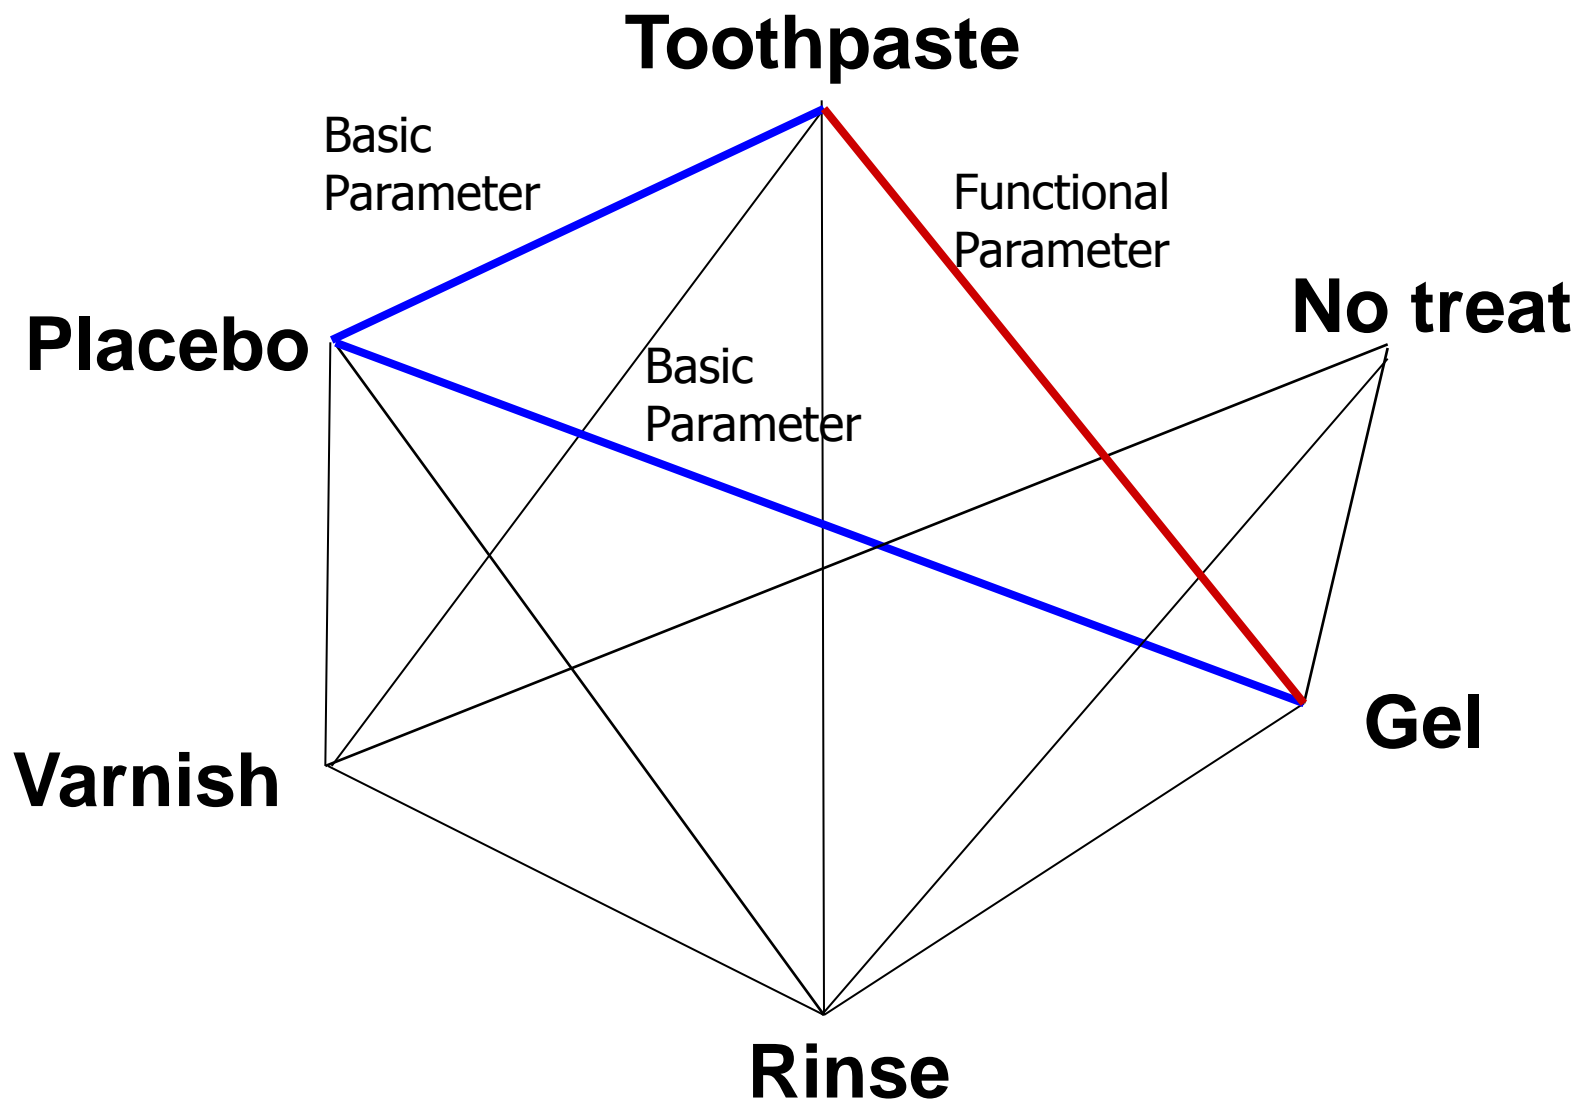 Toothpaste
Basic
Parameter
Functional
Parameter
No treat
Placebo
Basic
Parameter
Gel
Varnish
Rinse